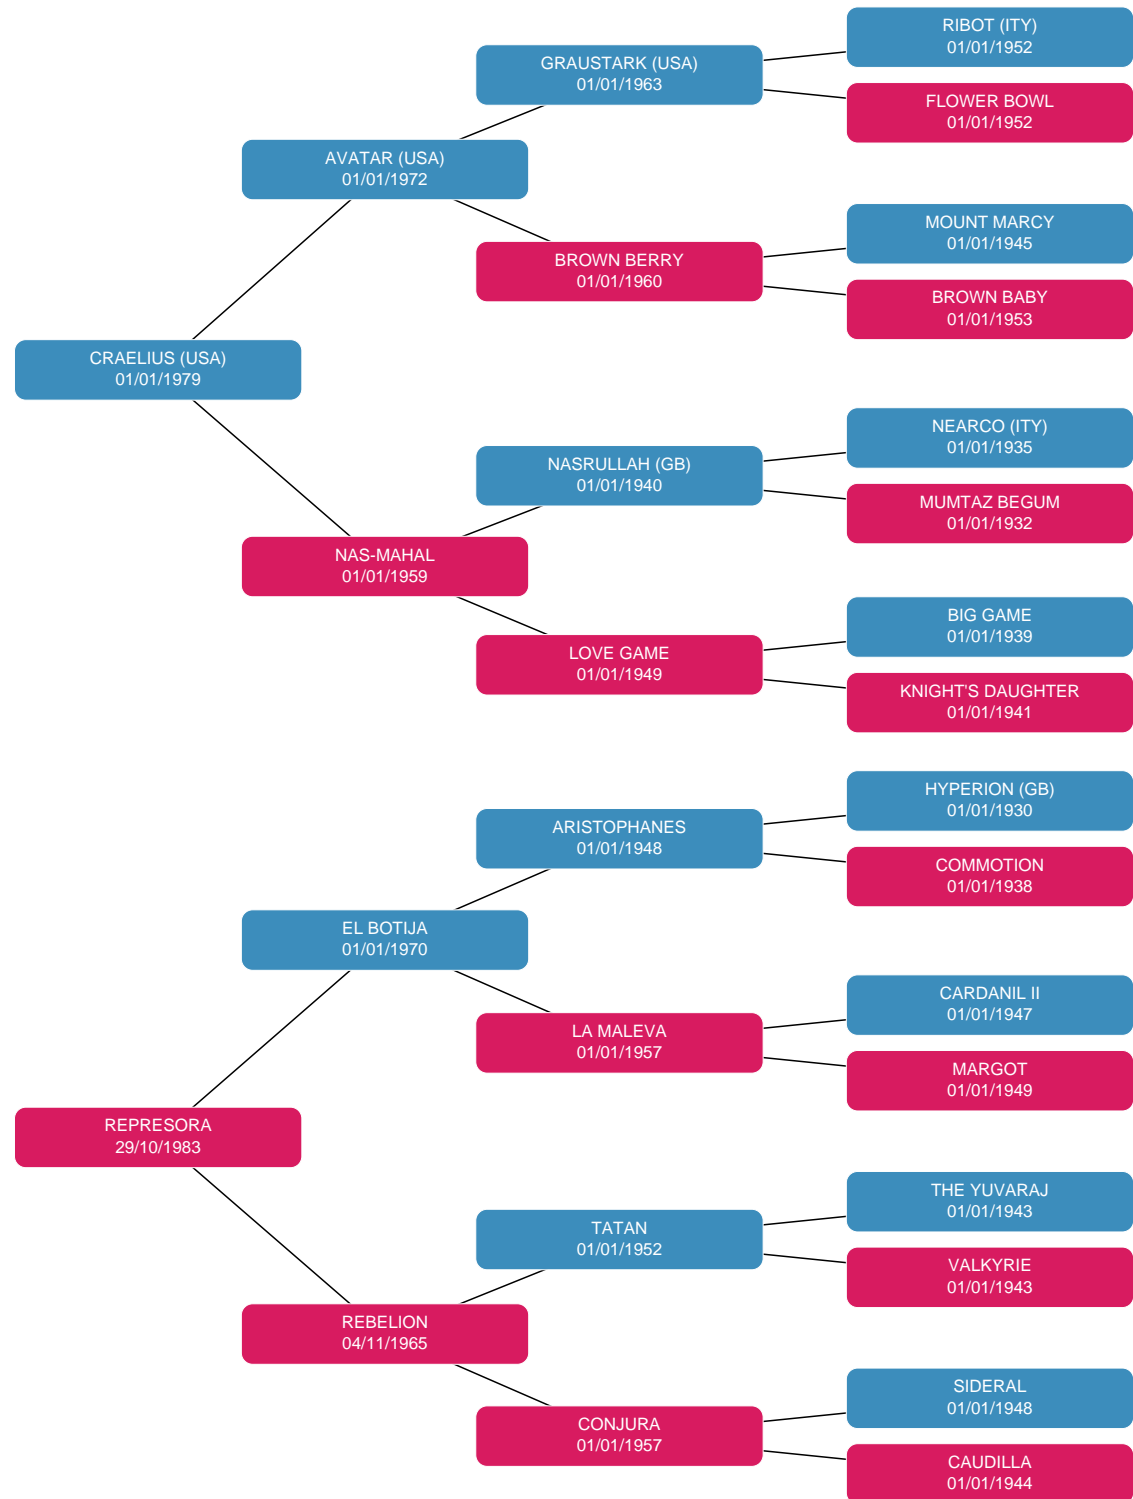 RIBOT (ITY)
01/01/1952
GRAUSTARK (USA)
01/01/1963
FLOWER BOWL
01/01/1952
AVATAR (USA)
01/01/1972
MOUNT MARCY
01/01/1945
BROWN BERRY
01/01/1960
BROWN BABY
01/01/1953
CRAELIUS (USA)
01/01/1979
NEARCO (ITY)
01/01/1935
NASRULLAH (GB)
01/01/1940
MUMTAZ BEGUM
01/01/1932
NAS-MAHAL
01/01/1959
BIG GAME
01/01/1939
LOVE GAME
01/01/1949
KNIGHT'S DAUGHTER
01/01/1941
HYPERION (GB)
01/01/1930
ARISTOPHANES
01/01/1948
COMMOTION
01/01/1938
EL BOTIJA
01/01/1970
CARDANIL II
01/01/1947
LA MALEVA
01/01/1957
MARGOT
01/01/1949
REPRESORA
29/10/1983
THE YUVARAJ
01/01/1943
TATAN
01/01/1952
VALKYRIE
01/01/1943
REBELION
04/11/1965
SIDERAL
01/01/1948
CONJURA
01/01/1957
CAUDILLA
01/01/1944